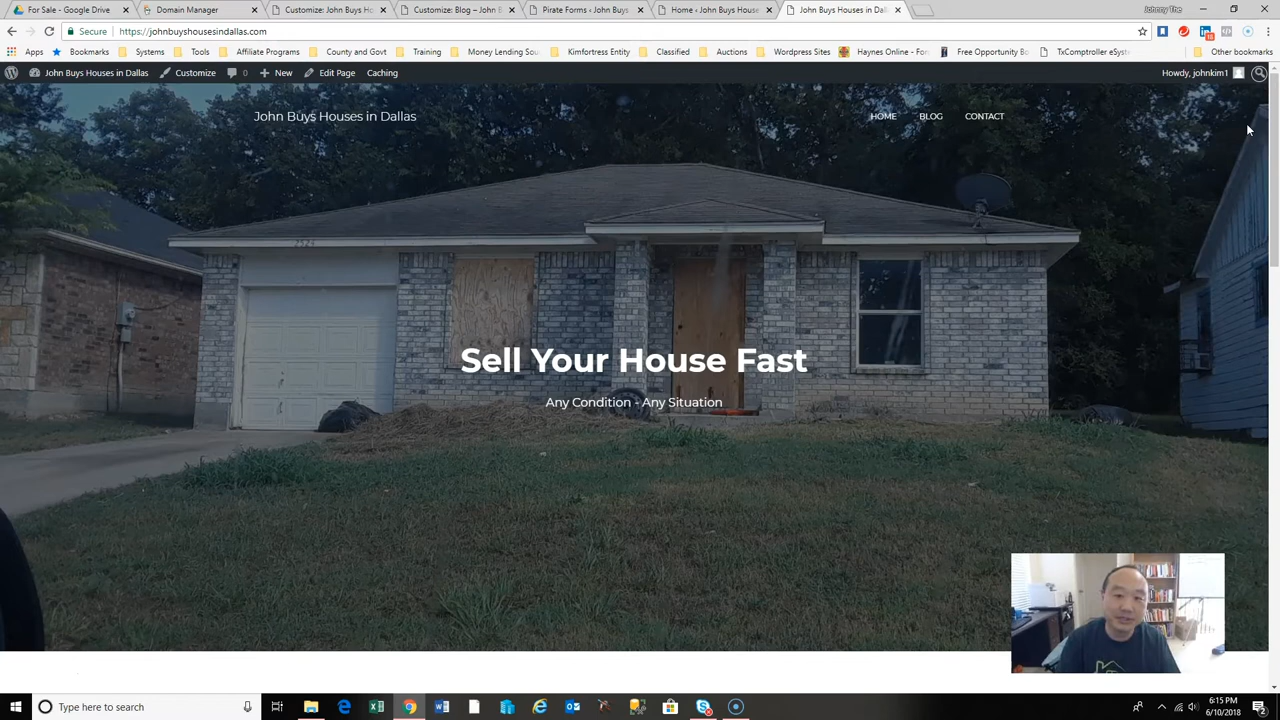 For Sale - Google Drive
Domain Manager
Customize: John Buys Ho
Customize: Blog – John B
Pirate Forms ‹ John Buys
Home ‹ John Buys House
John Buys Houses in Dall
Johnny The
Secure https://johnbuyshousesindallas.com
15
Apps Bookmarks Systems Tools Affiliate Programs County and Govt Training Money Lending Sou Kimfortress Entity Classified Auctions Wordpress Sites Haynes Online - For Free Opportunity Bo TxComptroller eSyst Other bookmarks
John Buys Houses in Dallas Customize 0 New Edit Page Caching Howdy, johnkim1
John Buys Houses in Dallas
HOME BLOG CONTACT
2524
Sell Your House Fast
Any Condition - Any Situation
Type here to search
6:15 PM
6/10/2018
2